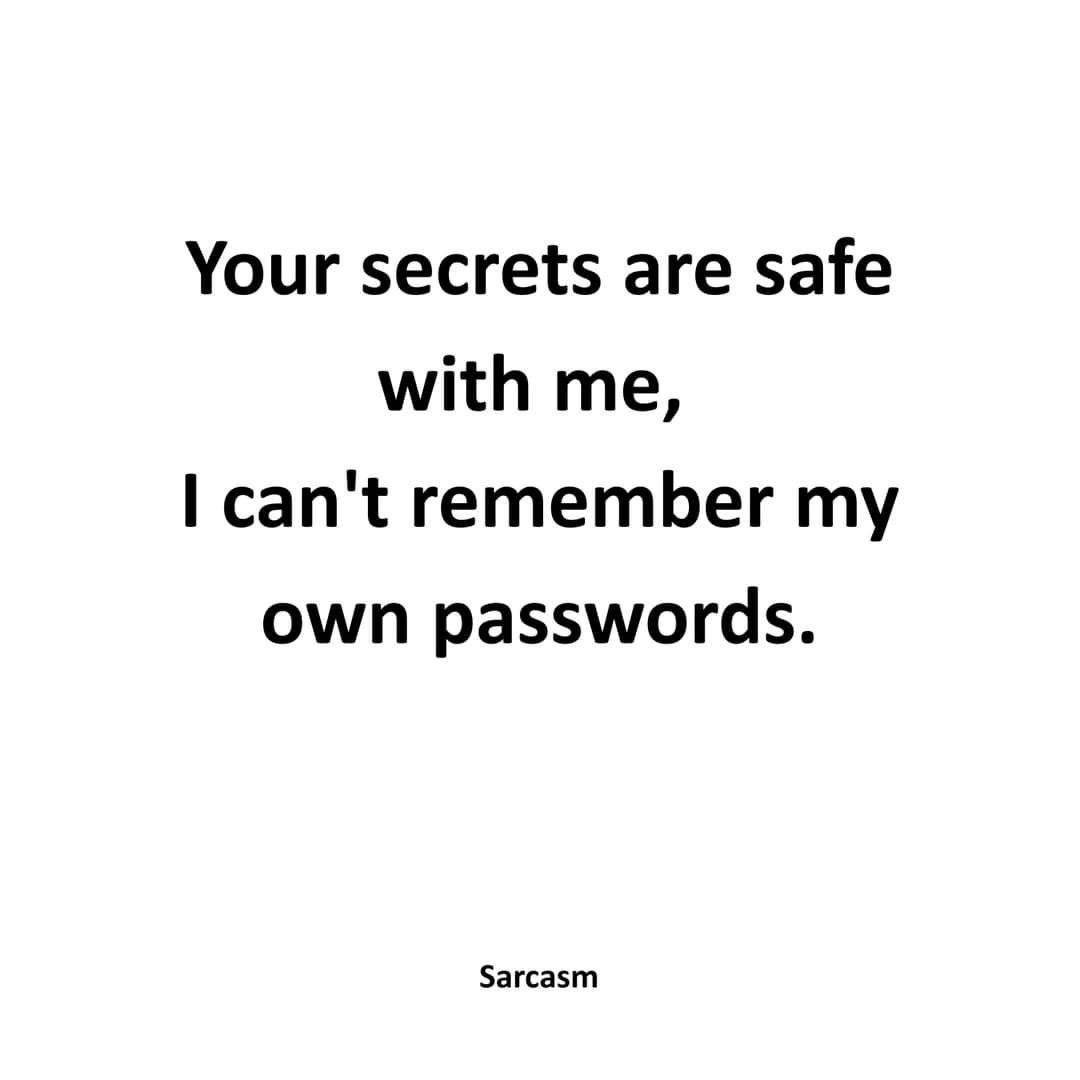 Your secrets are safe
with me,
I can't remember my
own passwords.
Sarcasm